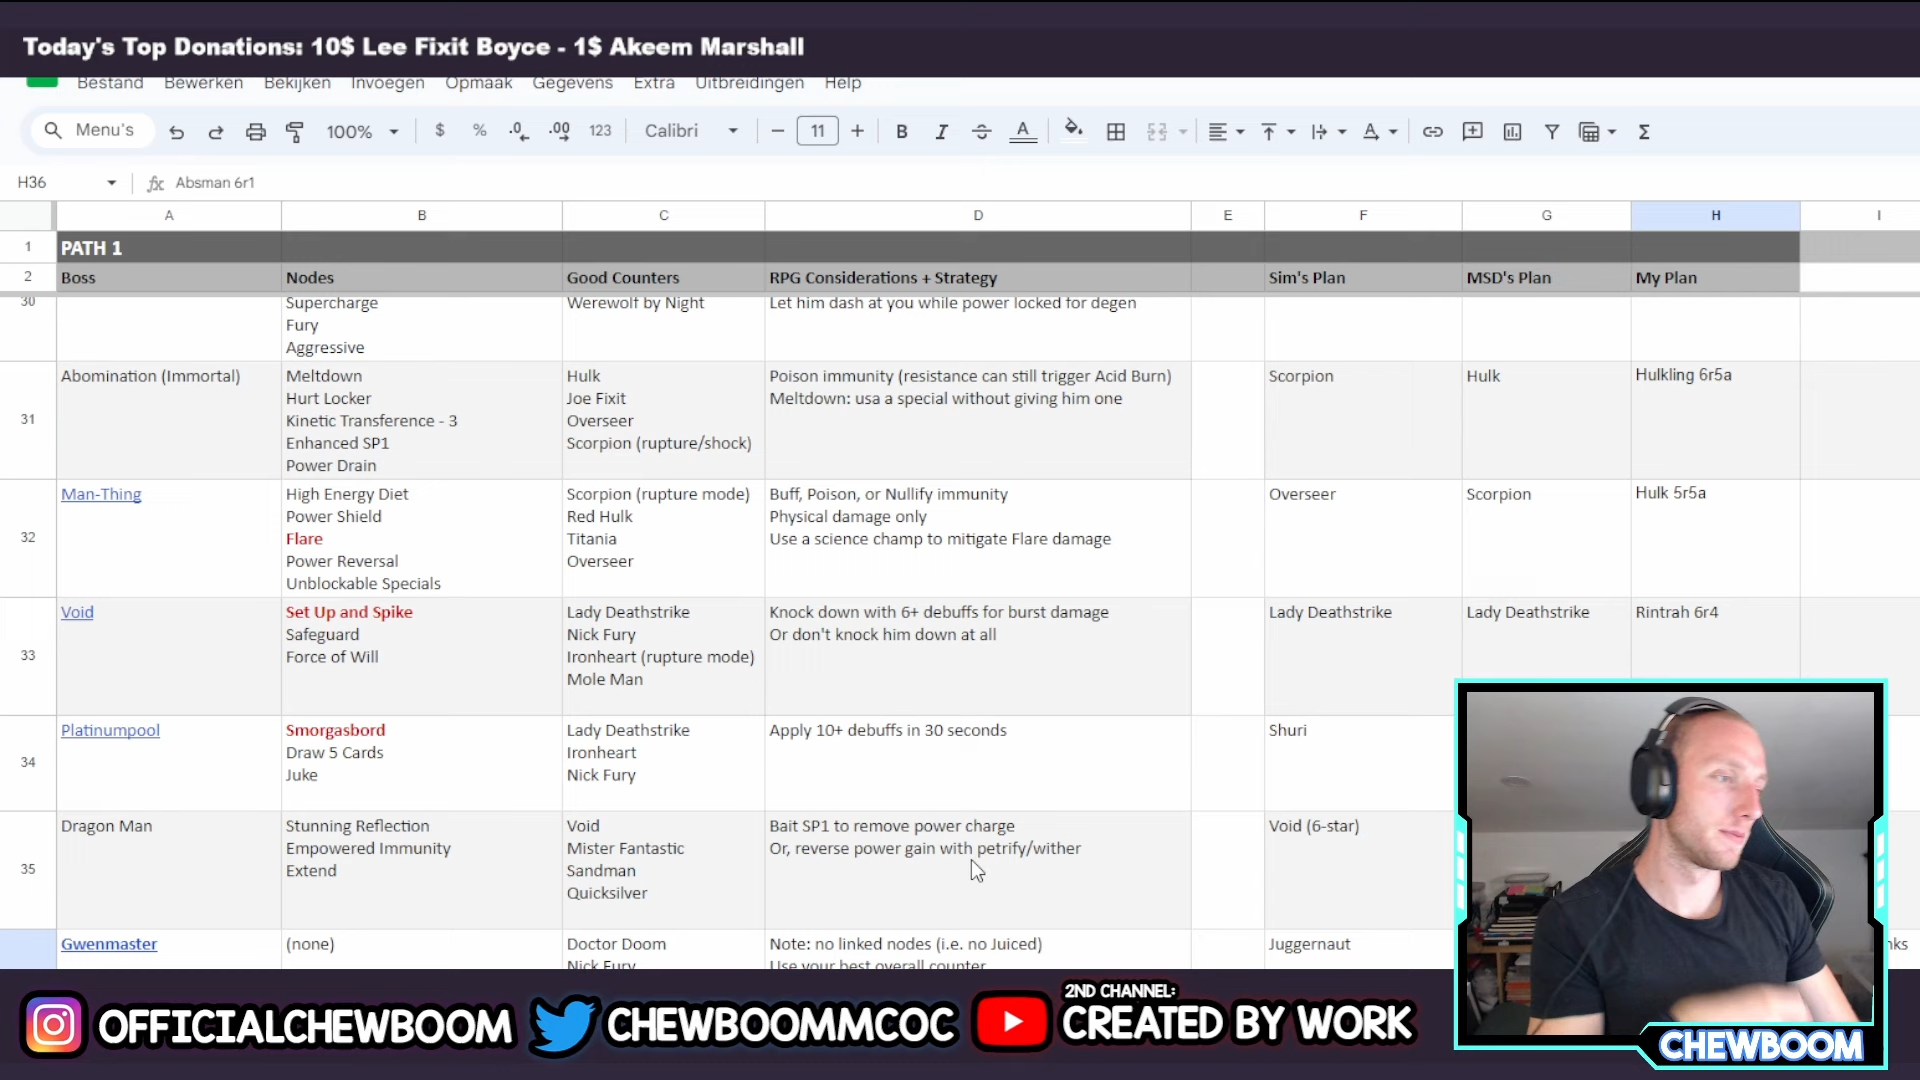 Today's Top Donations: 10$ Lee Fixit Boyce - 1$ Akeem Marshall
Bestand Bewerken Bekijken Invoegen Opmaak Gegevens Extra Uitbreidingen Help
Menu's 100% $ % .0 .00 123 Calibri 11 B I A Σ
H36 fx Absman 6r1
A B C D E F G H I
1 PATH 1
2 Boss Nodes Good Counters RPG Considerations + Strategy Sim's Plan MSD's Plan My Plan
30 Supercharge Werewolf by Night Let him dash at you while power locked for degen
Fury
Aggressive
31 Abomination (Immortal) Meltdown Hulk Poison immunity (resistance can still trigger Acid Burn) Scorpion Hulk Hulkling 6r5a
Hurt Locker Joe Fixit Meltdown: usa a special without giving him one
Kinetic Transference - 3 Overseer
Enhanced SP1 Scorpion (rupture/shock)
Power Drain
32 Man-Thing High Energy Diet Scorpion (rupture mode) Buff, Poison, or Nullify immunity Overseer Scorpion Hulk 5r5a
Power Shield Red Hulk Physical damage only
Flare Titania Use a science champ to mitigate Flare damage
Power Reversal Overseer
Unblockable Specials
33 Void Set Up and Spike Lady Deathstrike Knock down with 6+ debuffs for burst damage Lady Deathstrike Lady Deathstrike Rintrah 6r4
Safeguard Nick Fury Or don't knock him down at all
Force of Will Ironheart (rupture mode)
Mole Man
34 Platinumpool Smorgasbord Lady Deathstrike Apply 10+ debuffs in 30 seconds Shuri
Draw 5 Cards Ironheart
Juke Nick Fury
35 Dragon Man Stunning Reflection Void Bait SP1 to remove power charge Void (6-star)
Empowered Immunity Mister Fantastic Or, reverse power gain with petrify/wither
Extend Sandman
Quicksilver
Gwenmaster (none) Doctor Doom Note: no linked nodes (i.e. no Juiced) Juggernaut nks
Nick Fury Use your best overall counter
OFFICIALCHEWBOOM CHEWBOOMMCOC 2ND CHANNEL:
CREATED BY WORK
CHEWBOOM